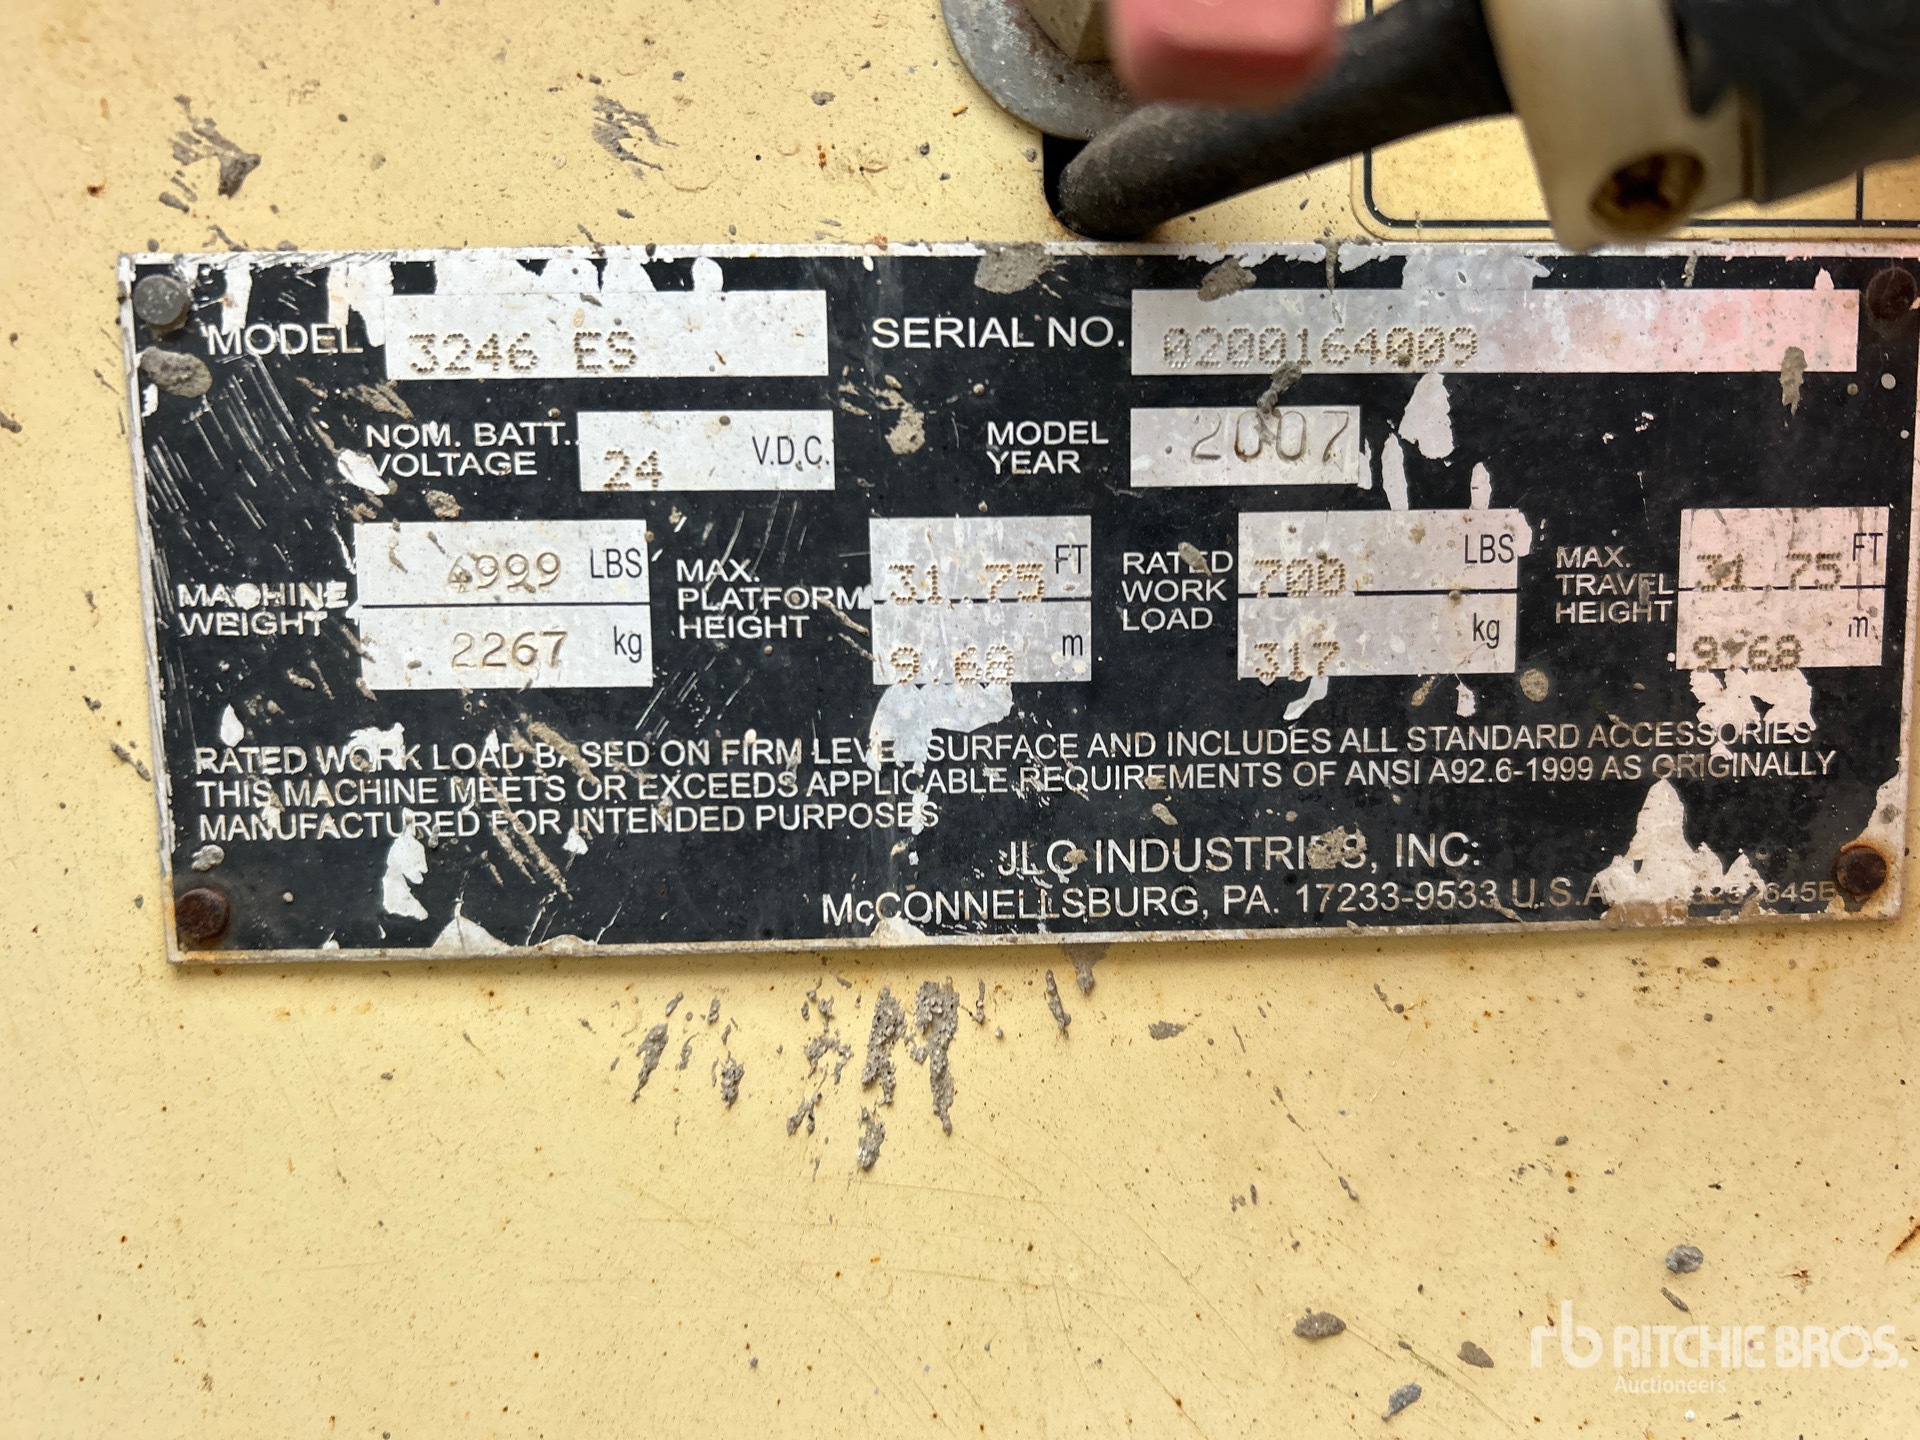 MODEL 3246 ES SERIAL NO. 0200164009
NOM. BATT. VOLTAGE 24 V.D.C. MODEL YEAR 2007
MACHINE WEIGHT 4999 LBS 2267 kg
MAX. PLATFORM HEIGHT 31.75 FT 9.68 m
RATED WORK LOAD 700 LBS 317 kg
MAX. TRAVEL HEIGHT 31.75 FT 9.68 m
RATED WORK LOAD BASED ON FIRM LEVEL SURFACE AND INCLUDES ALL STANDARD ACCESSORIES
THIS MACHINE MEETS OR EXCEEDS APPLICABLE REQUIREMENTS OF ANSI A92.6-1999 AS ORIGINALLY
MANUFACTURED FOR INTENDED PURPOSES
JLG INDUSTRIES, INC.
McCONNELLSBURG, PA. 17233-9533 U.S.A.
rb RITCHIE BROS.
Auctioneers